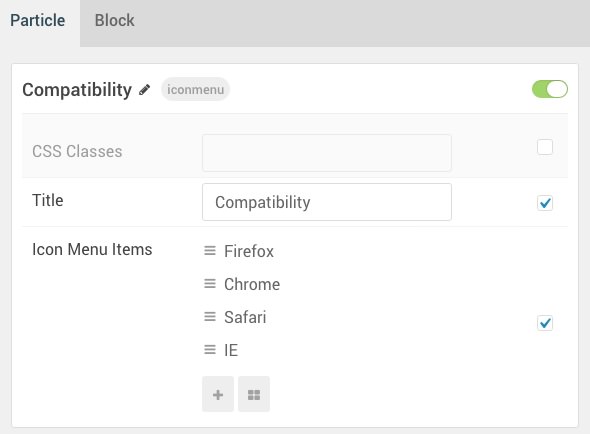 Particle Block
Compatibility iconmenu
CSS Classes
Title Compatibility
Icon Menu Items Firefox
Chrome
Safari
IE